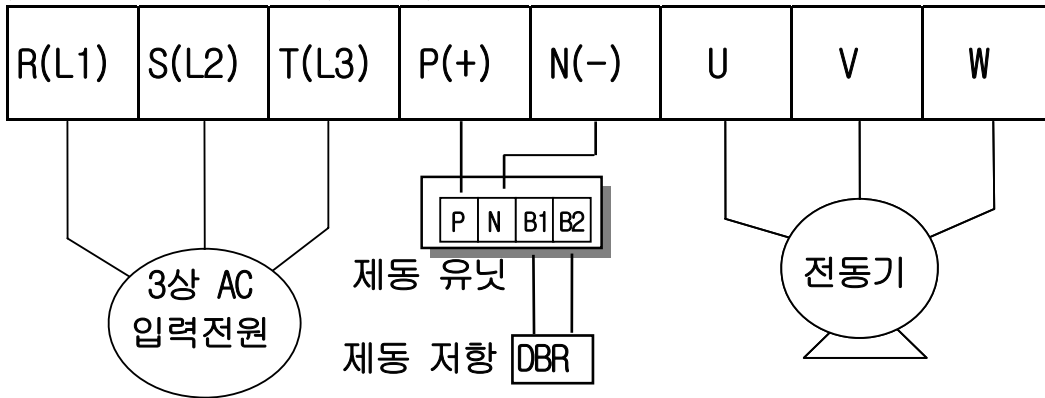 R(L1) S(L2) T(L3) P(+) N(-) U V W
P N B1 B2
제동 유닛
3상 AC
입력전원
전동기
제동 저항 DBR